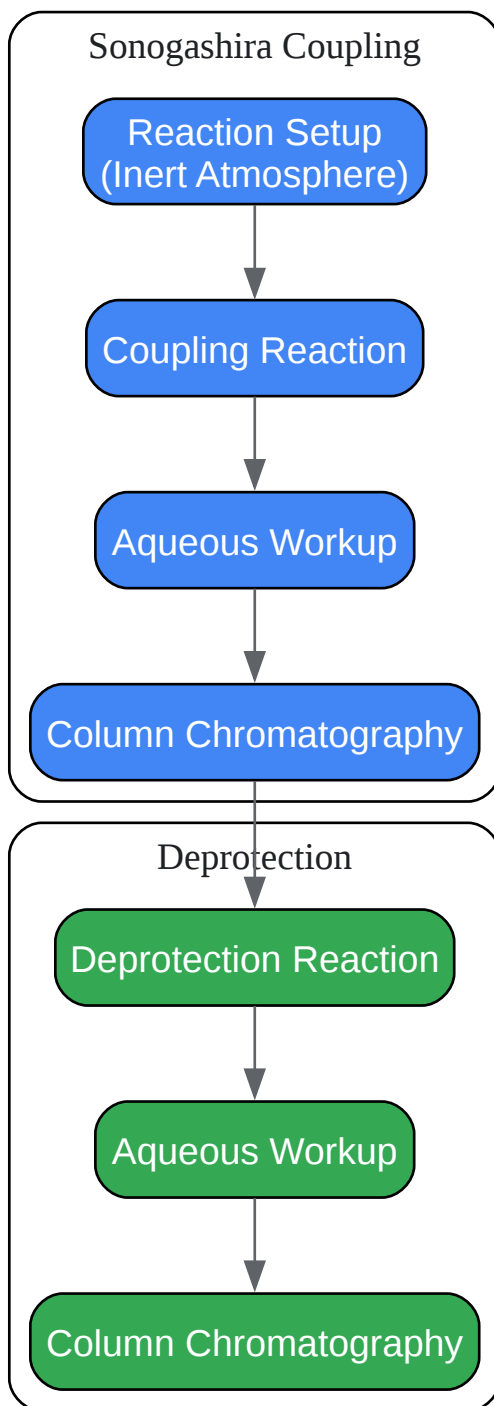 Sonogashira Coupling
Reaction Setup
(Inert Atmosphere)
Coupling Reaction
Aqueous Workup
Column Chromatography
Deprotection
Deprotection Reaction
Aqueous Workup
Column Chromatography